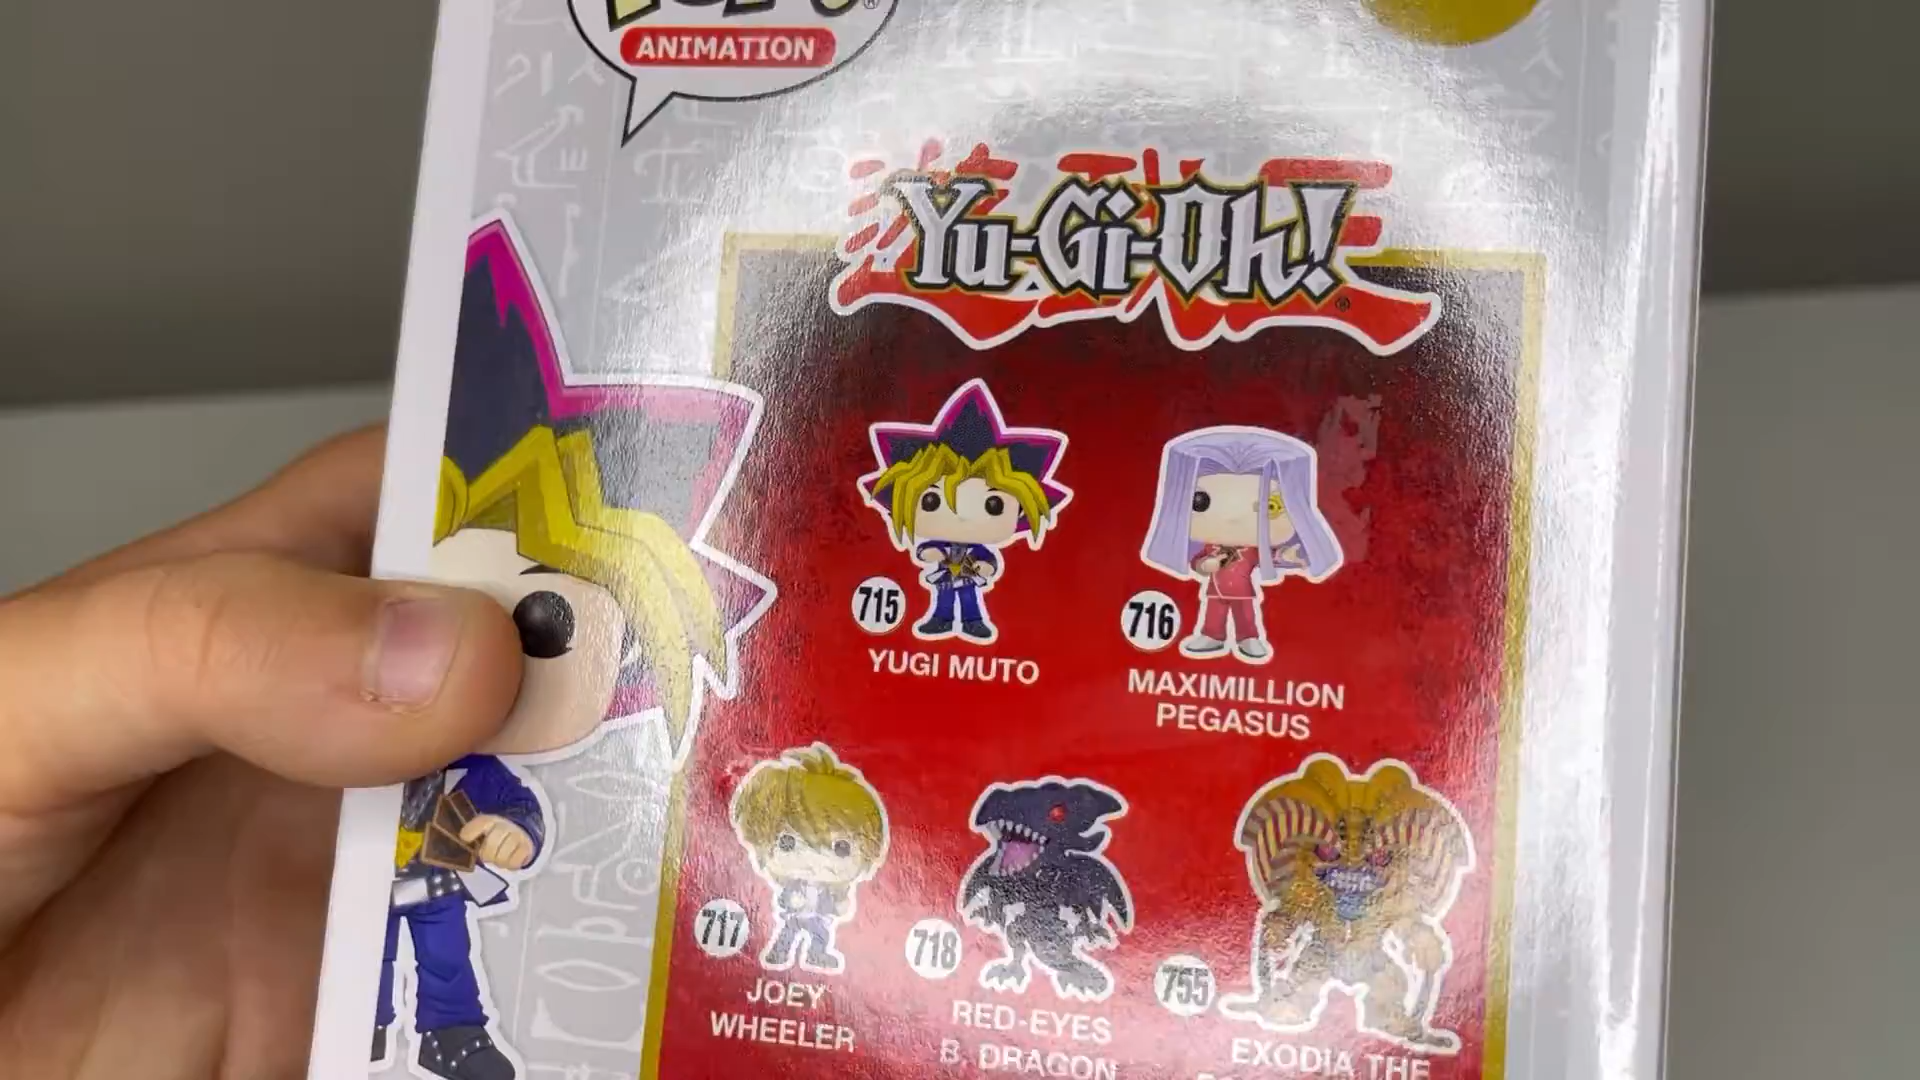 ANIMATION
Yu-Gi-Oh!
715
YUGI MUTO
716
MAXIMILLION
PEGASUS
717
JOEY
WHEELER
718
RED-EYES
B. DRAGON
755
EXODIA THE